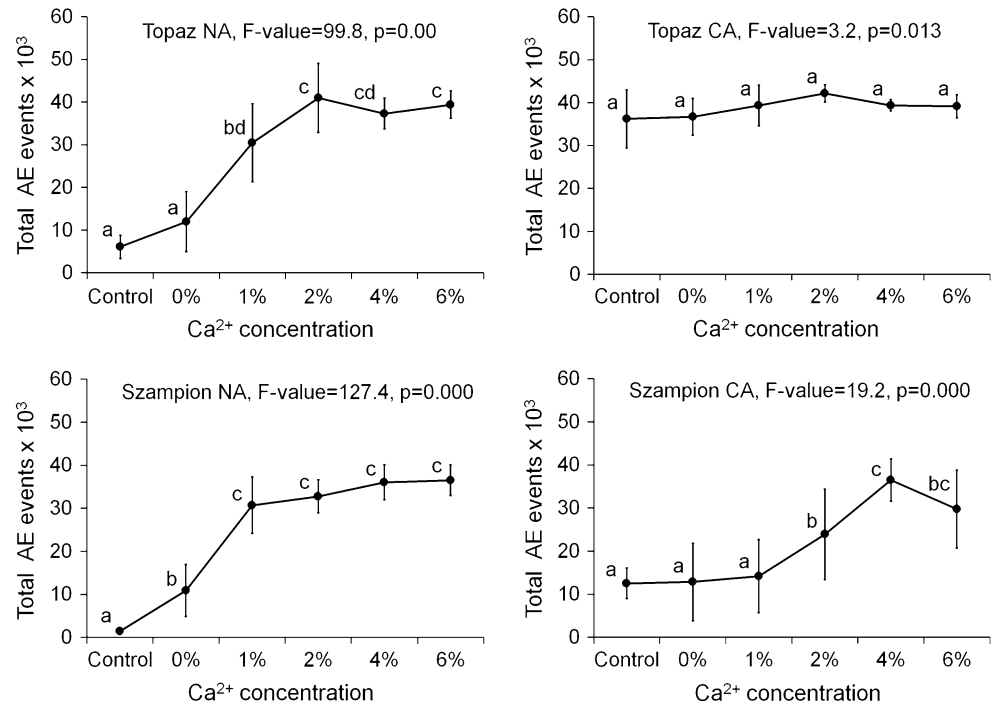 Topaz NA, F-value=99.8, p=0.00
Total AE events x 10³
60
50
40
30
20
10
0
a
a
bd
c
cd
c
Control 0% 1% 2% 4% 6%
Ca²⁺ concentration
Topaz CA, F-value=3.2, p=0.013
Total AE events x 10³
60
50
40
30
20
10
0
a
a
a
a
a
a
Control 0% 1% 2% 4% 6%
Ca²⁺ concentration
Szampion NA, F-value=127.4, p=0.000
Total AE events x 10³
60
50
40
30
20
10
0
a
b
c
c
c
c
Control 0% 1% 2% 4% 6%
Ca²⁺ concentration
Szampion CA, F-value=19.2, p=0.000
Total AE events x 10³
60
50
40
30
20
10
0
a
a
a
b
c
bc
Control 0% 1% 2% 4% 6%
Ca²⁺ concentration